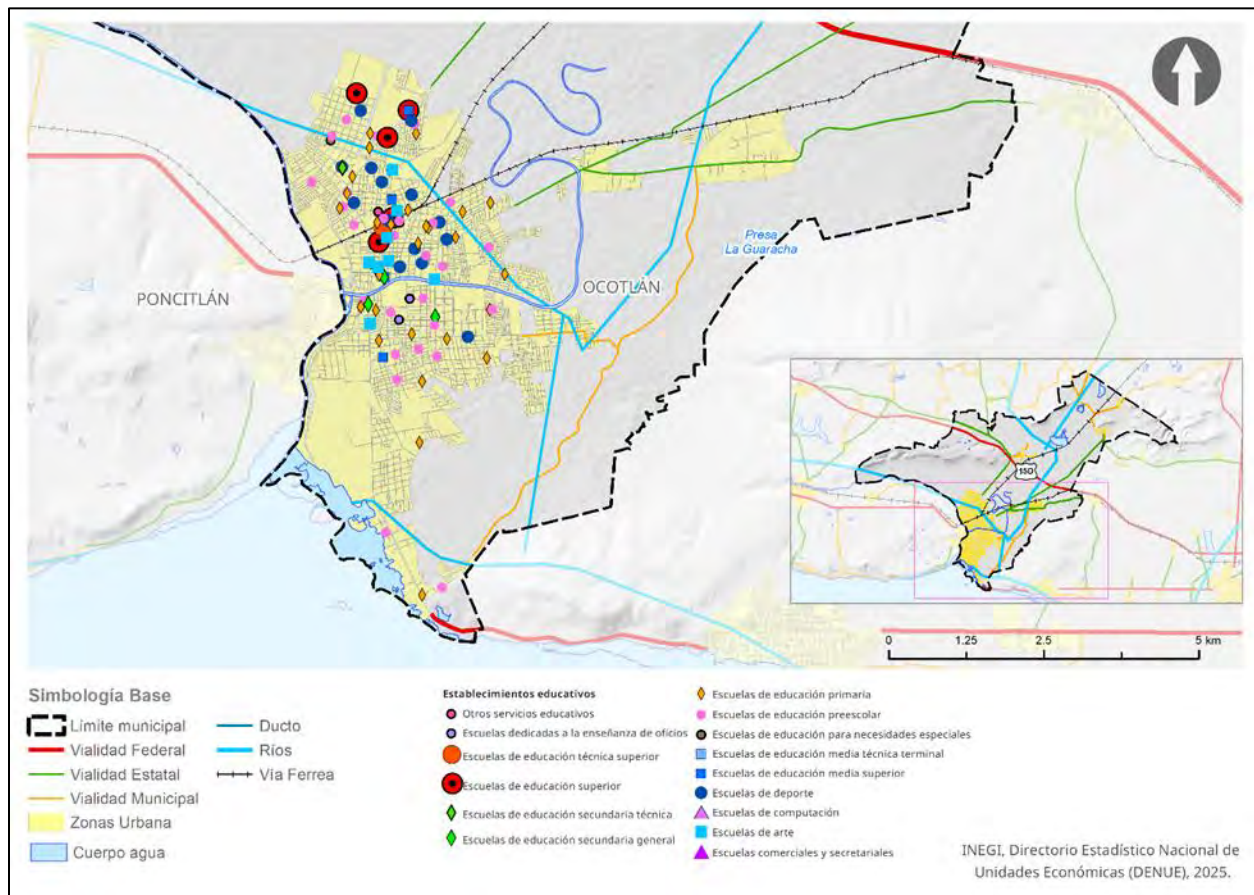 PONCITLÁN
OCOTLÁN
Presa
La Guaracha
150
0
1.25
2.5
5 km
Simbología Base
Límite municipal
Vialidad Federal
Vialidad Estatal
Vialidad Municipal
Zonas Urbana
Cuerpo agua
Ducto
Ríos
Vía Ferrea
Establecimientos educativos
Otros servicios educativos
Escuelas dedicadas a la enseñanza de oficios
Escuelas de educación técnica superior
Escuelas de educación superior
Escuelas de educación secundaria técnica
Escuelas de educación secundaria general
Escuelas de educación primaria
Escuelas de educación preescolar
Escuelas de educación para necesidades especiales
Escuelas de educación media técnica terminal
Escuelas de educación media superior
Escuelas de deporte
Escuelas de computación
Escuelas de arte
Escuelas comerciales y secretariales
INEGI, Directorio Estadístico Nacional de
Unidades Económicas (DENUE), 2025.